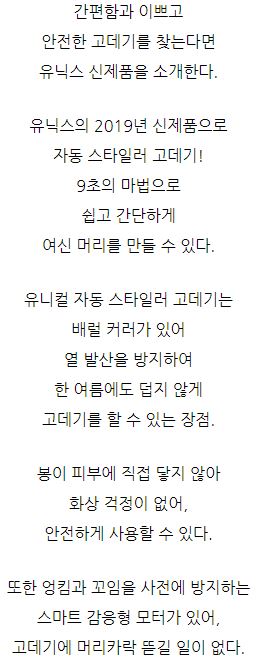 간편함과 이쁘고
안전한 고데기를 찾는다면
유닉스 신제품을 소개한다.
유닉스의 2019년 신제품으로
자동 스타일러 고데기!
9초의 마법으로
쉽고 간단하게
여신 머리를 만들 수 있다.
유니컬 자동 스타일러 고데기는
배럴 커러가 있어
열 발산을 방지하여
한 여름에도 덥지 않게
고데기를 할 수 있는 장점.
봉이 피부에 직접 닿지 않아
화상 걱정이 없어,
안전하게 사용할 수 있다.
또한 엉킴과 꼬임을 사전에 방지하는
스마트 감응형 모터가 있어,
고데기에 머리카락 뜯길 일이 없다.